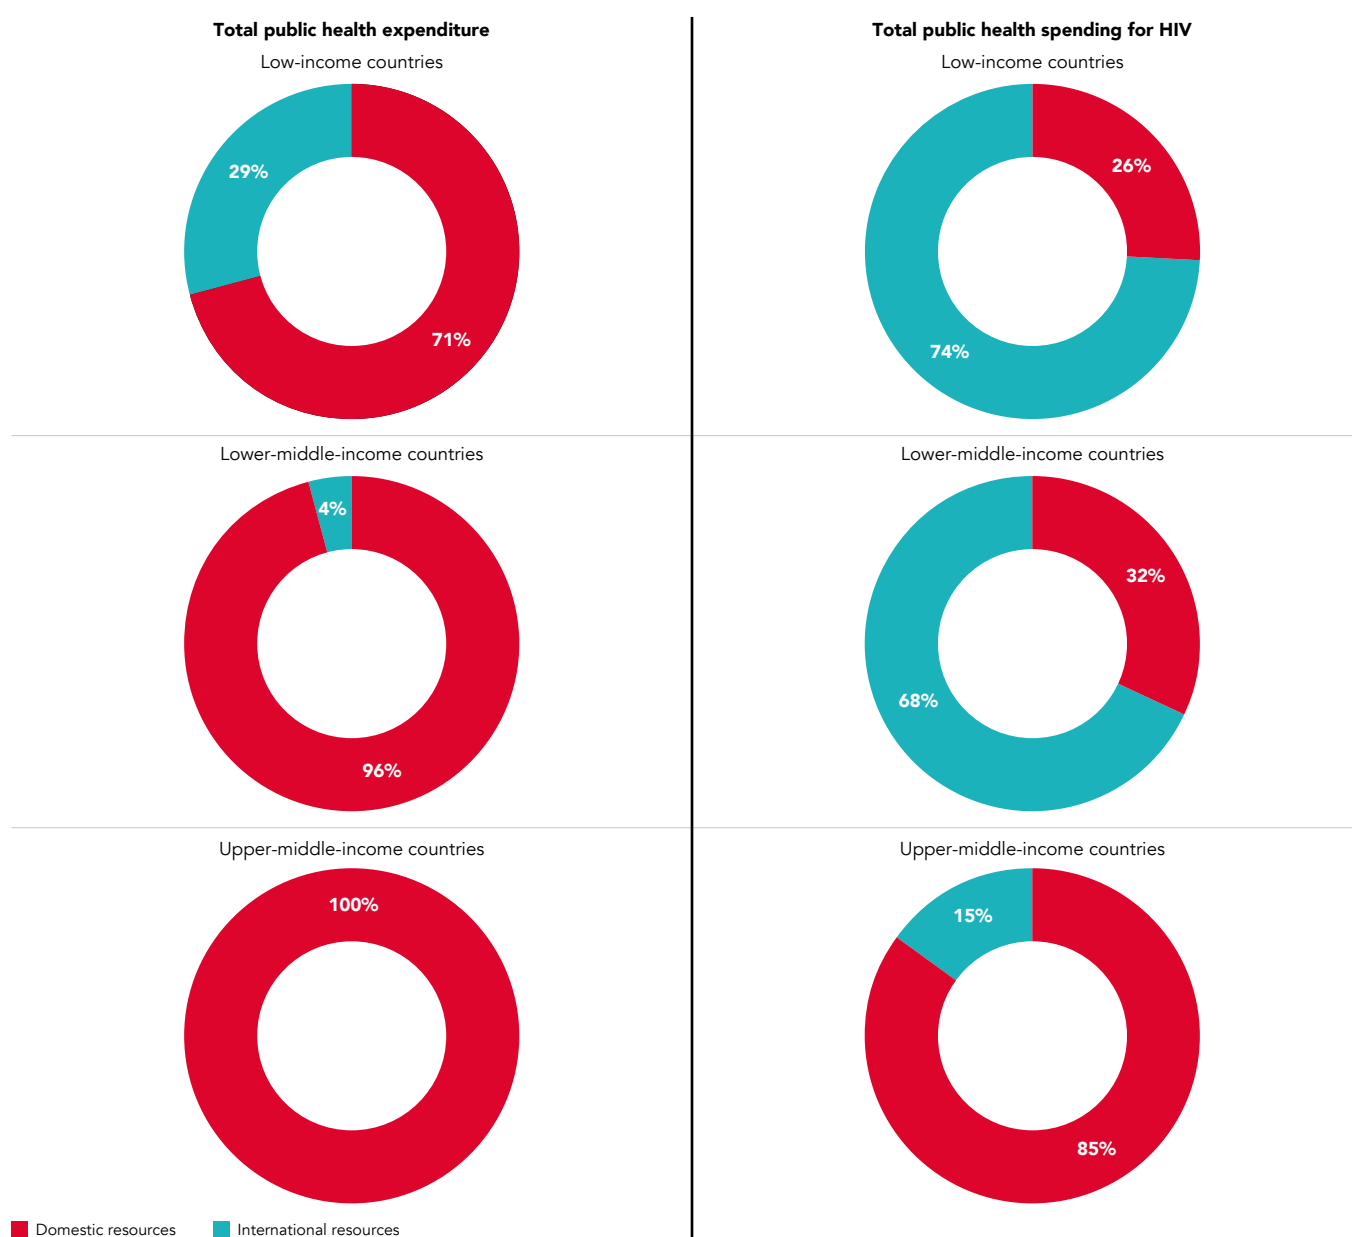 Total public health expenditure
Low-income countries
29%
71%
Lower-middle-income countries
4%
96%
Upper-middle-income countries
100%
Total public health spending for HIV
Low-income countries
26%
74%
Lower-middle-income countries
32%
68%
Upper-middle-income countries
15%
85%
Domestic resources
International resources